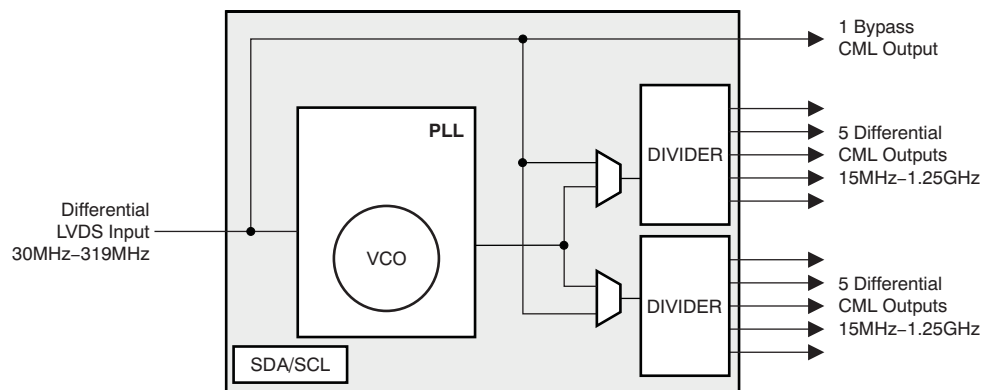 1 Bypass
CML Output
PLL
DIVIDER
5 Differential
CML Outputs
15MHz–1.25GHz
Differential
LVDS Input
30MHz–319MHz
VCO
DIVIDER
5 Differential
CML Outputs
15MHz–1.25GHz
SDA/SCL